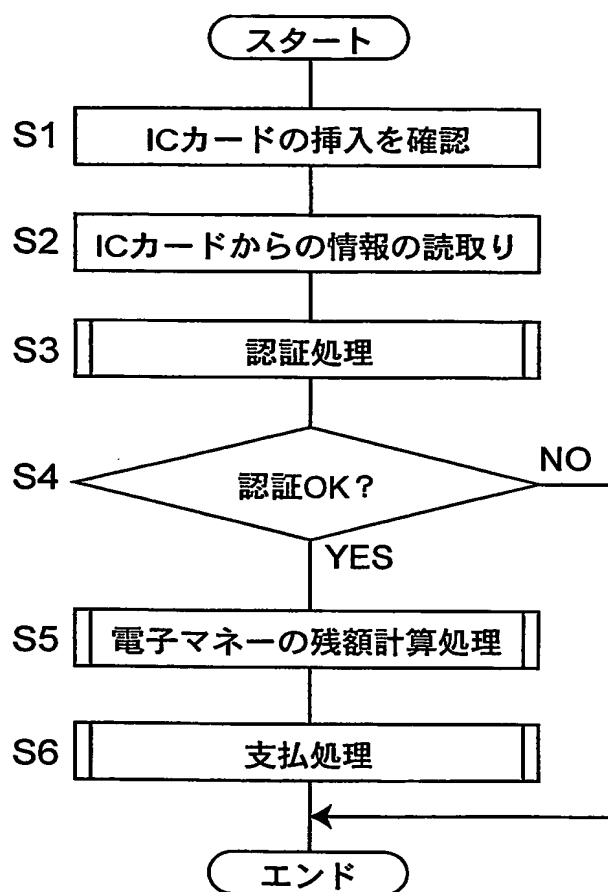 スタート
S1 ICカードの挿入を確認
S2 ICカードからの情報の読取り
S3 認証処理
S4 認証OK? NO
YES
S5 電子マネーの残額計算処理
S6 支払処理
エンド